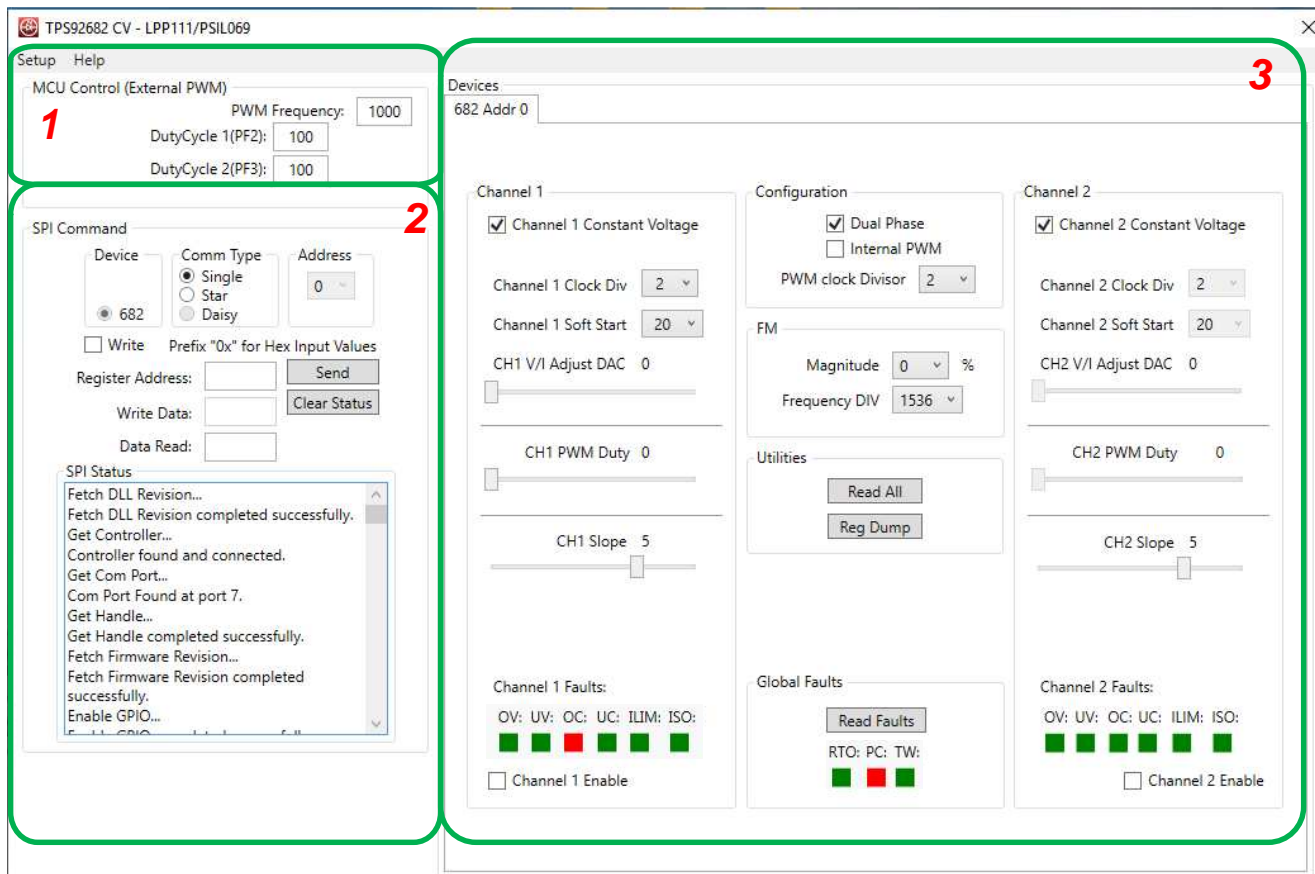 TPS92682 CV - LPP111/PSIL069
Setup Help
MCU Control (External PWM)
1
PWM Frequency: 1000
DutyCycle 1(PF2): 100
DutyCycle 2(PF3): 100
2
SPI Command
Device Comm Type Address
Single
Star
Daisy
0
682
Write Prefix "0x" for Hex Input Values
Register Address: Send
Write Data: Clear Status
Data Read:
SPI Status
Fetch DLL Revision...
Fetch DLL Revision completed successfully.
Get Controller...
Controller found and connected.
Get Com Port...
Com Port Found at port 7.
Get Handle...
Get Handle completed successfully.
Fetch Firmware Revision...
Fetch Firmware Revision completed
successfully.
Enable GPIO...
3
Devices
682 Addr 0
Channel 1
Channel 1 Constant Voltage
Channel 1 Clock Div 2
Channel 1 Soft Start 20
CH1 V/I Adjust DAC 0
CH1 PWM Duty 0
CH1 Slope 5
Channel 1 Faults:
OV: UV: OC: UC: ILIM: ISO:
Channel 1 Enable
Configuration
Dual Phase
Internal PWM
PWM clock Divisor 2
FM
Magnitude 0 %
Frequency DIV 1536
Utilities
Read All
Reg Dump
Global Faults
Read Faults
RTO: PC: TW:
Channel 2
Channel 2 Constant Voltage
Channel 2 Clock Div 2
Channel 2 Soft Start 20
CH2 V/I Adjust DAC 0
CH2 PWM Duty 0
CH2 Slope 5
Channel 2 Faults:
OV: UV: OC: UC: ILIM: ISO:
Channel 2 Enable